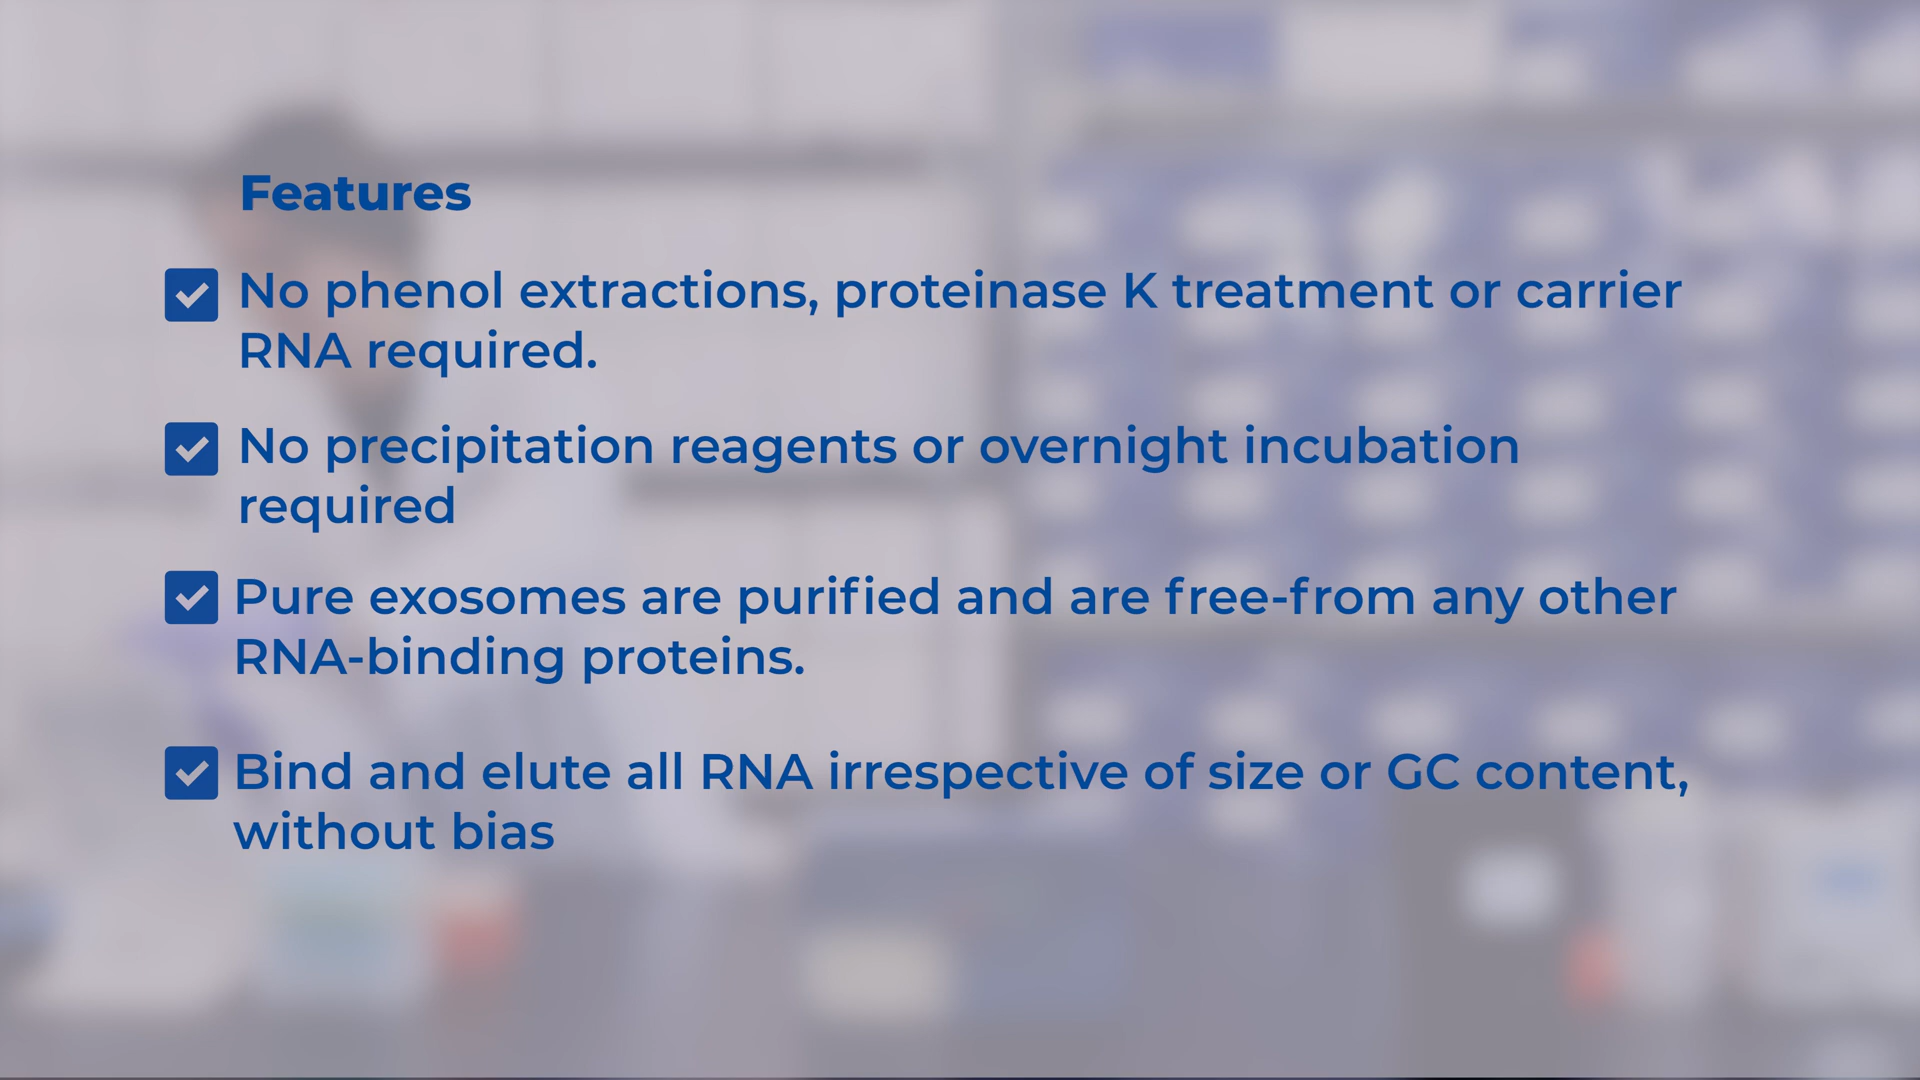 Features
No phenol extractions, proteinase K treatment or carrier
RNA required.
No precipitation reagents or overnight incubation
required
Pure exosomes are purified and are free-from any other
RNA-binding proteins.
Bind and elute all RNA irrespective of size or GC content,
without bias